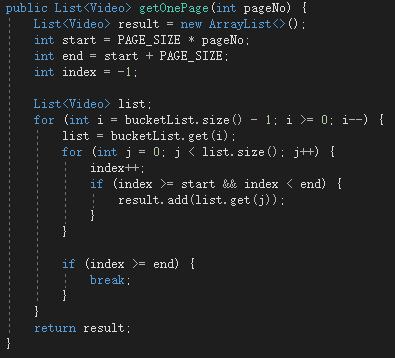 public List<Video> getOnePage(int pageNo) {
    List<Video> result = new ArrayList<>();
    int start = PAGE_SIZE * pageNo;
    int end = start + PAGE_SIZE;
    int index = -1;

    List<Video> list;
    for (int i = bucketList.size() - 1; i >= 0; i--) {
        list = bucketList.get(i);
        for (int j = 0; j < list.size(); j++) {
            index++;
            if (index >= start && index < end) {
                result.add(list.get(j));
            }
        }

        if (index >= end) {
            break;
        }
    }
    return result;
}